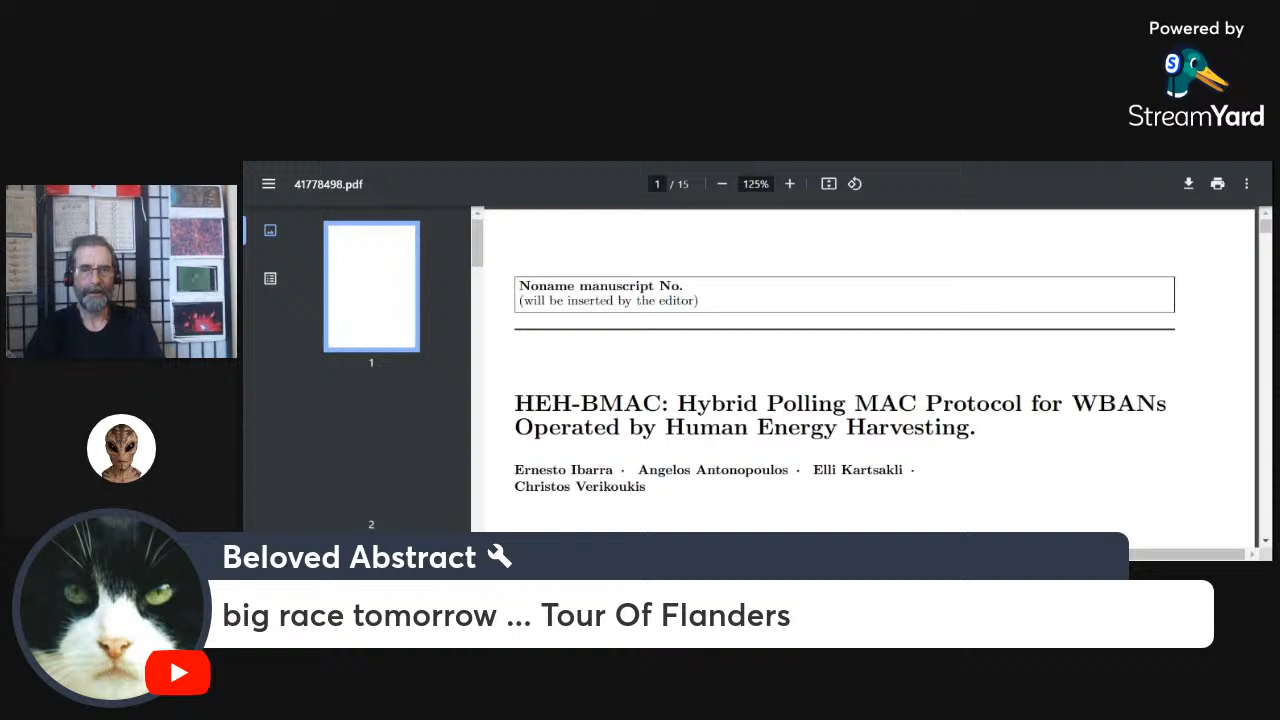 Powered by
StreamYard
41778498.pdf
1 / 15
125%
Noname manuscript No.
(will be inserted by the editor)
HEH-BMAC: Hybrid Polling MAC Protocol for WBANs
Operated by Human Energy Harvesting.
Ernesto Ibarra · Angelos Antonopoulos · Elli Kartsakli ·
Christos Verikoukis
1
2
Beloved Abstract
big race tomorrow ... Tour Of Flanders